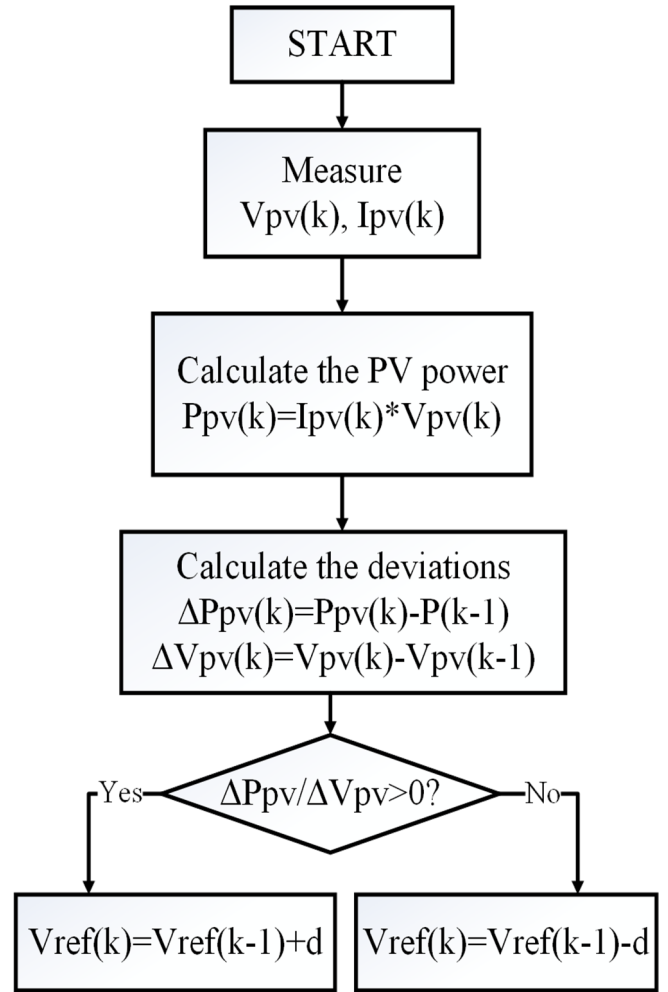 START
Measure
Vpv(k), Ipv(k)
Calculate the PV power
Ppv(k)=Ipv(k)*Vpv(k)
Calculate the deviations
ΔPpv(k)=Ppv(k)-P(k-1)
ΔVpv(k)=Vpv(k)-Vpv(k-1)
Yes
ΔPpv/ΔVpv>0?
No
Vref(k)=Vref(k-1)+d
Vref(k)=Vref(k-1)-d